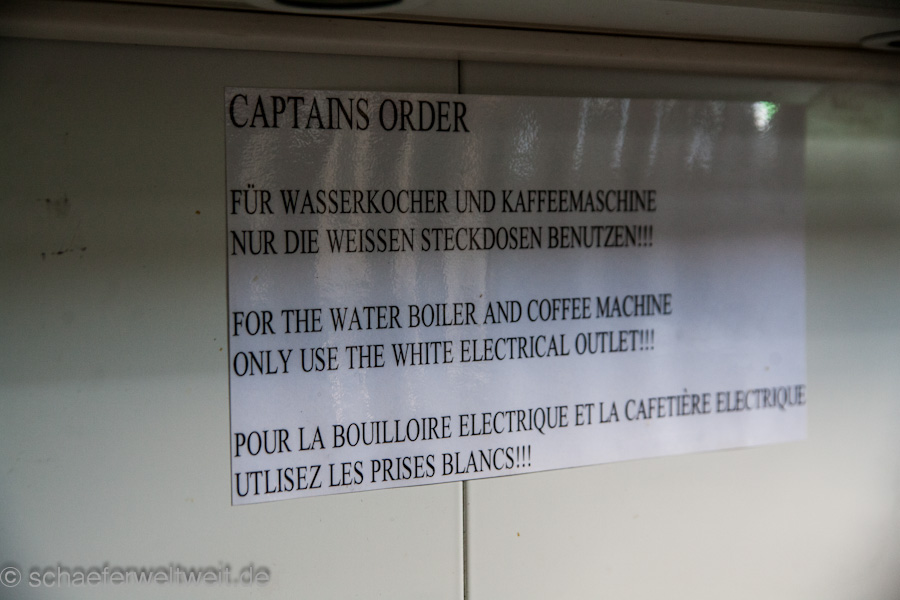 CAPTAINS ORDER
FÜR WASSERKOCHER UND KAFFEEMASCHINE
NUR DIE WEISSEN STECKDOSEN BENUTZEN!!!
FOR THE WATER BOILER AND COFFEE MACHINE
ONLY USE THE WHITE ELECTRICAL OUTLET!!!
POUR LA BOUILLOIRE ELECTRIQUE ET LA CAFETIÈRE ELECTRIQUE
UTLISEZ LES PRISES BLANCS!!!
© schaeferweltweit.de